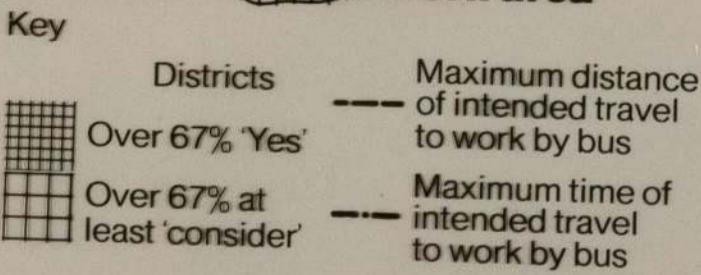 Key
Districts
Over 67% 'Yes'
Over 67% at
least 'consider'
Maximum distance
of intended travel
to work by bus
Maximum time of
intended travel
to work by bus